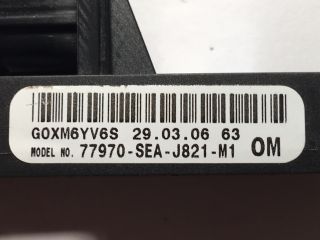 G0XM6YV6S 29.03.06 63
MODEL NO. 77970-SEA-J821-M1 OM